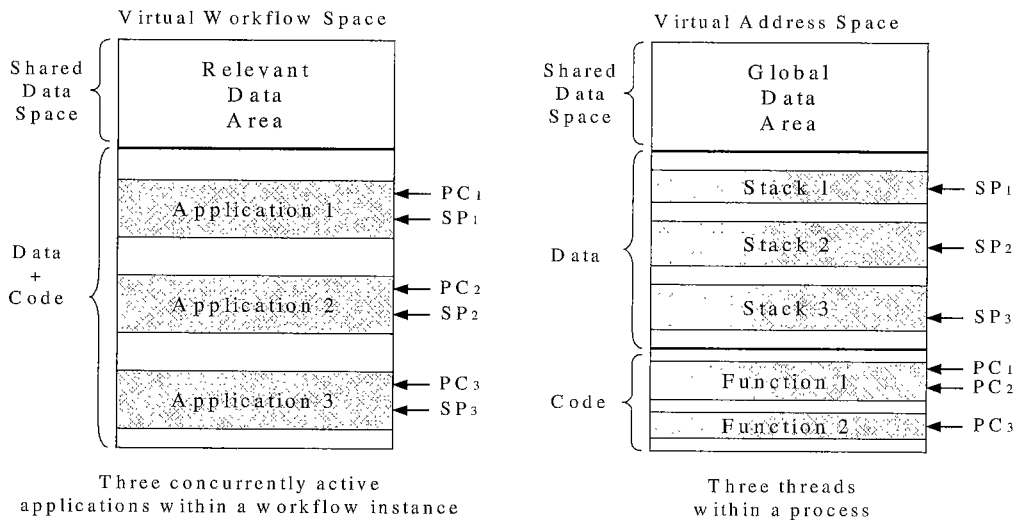 Virtual Workflow Space
Shared
Data
Space
Relevant
Data
Area
Data
+
Code
Application 1
PC1
SP1
Application 2
PC2
SP2
Application 3
PC3
SP3
Three concurrently active
applications within a workflow instance
Virtual Address Space
Shared
Data
Space
Global
Data
Area
Data
Stack 1
SP1
Stack 2
SP2
Stack 3
SP3
Code
Function 1
PC1
PC2
Function 2
PC3
Three threads
within a process